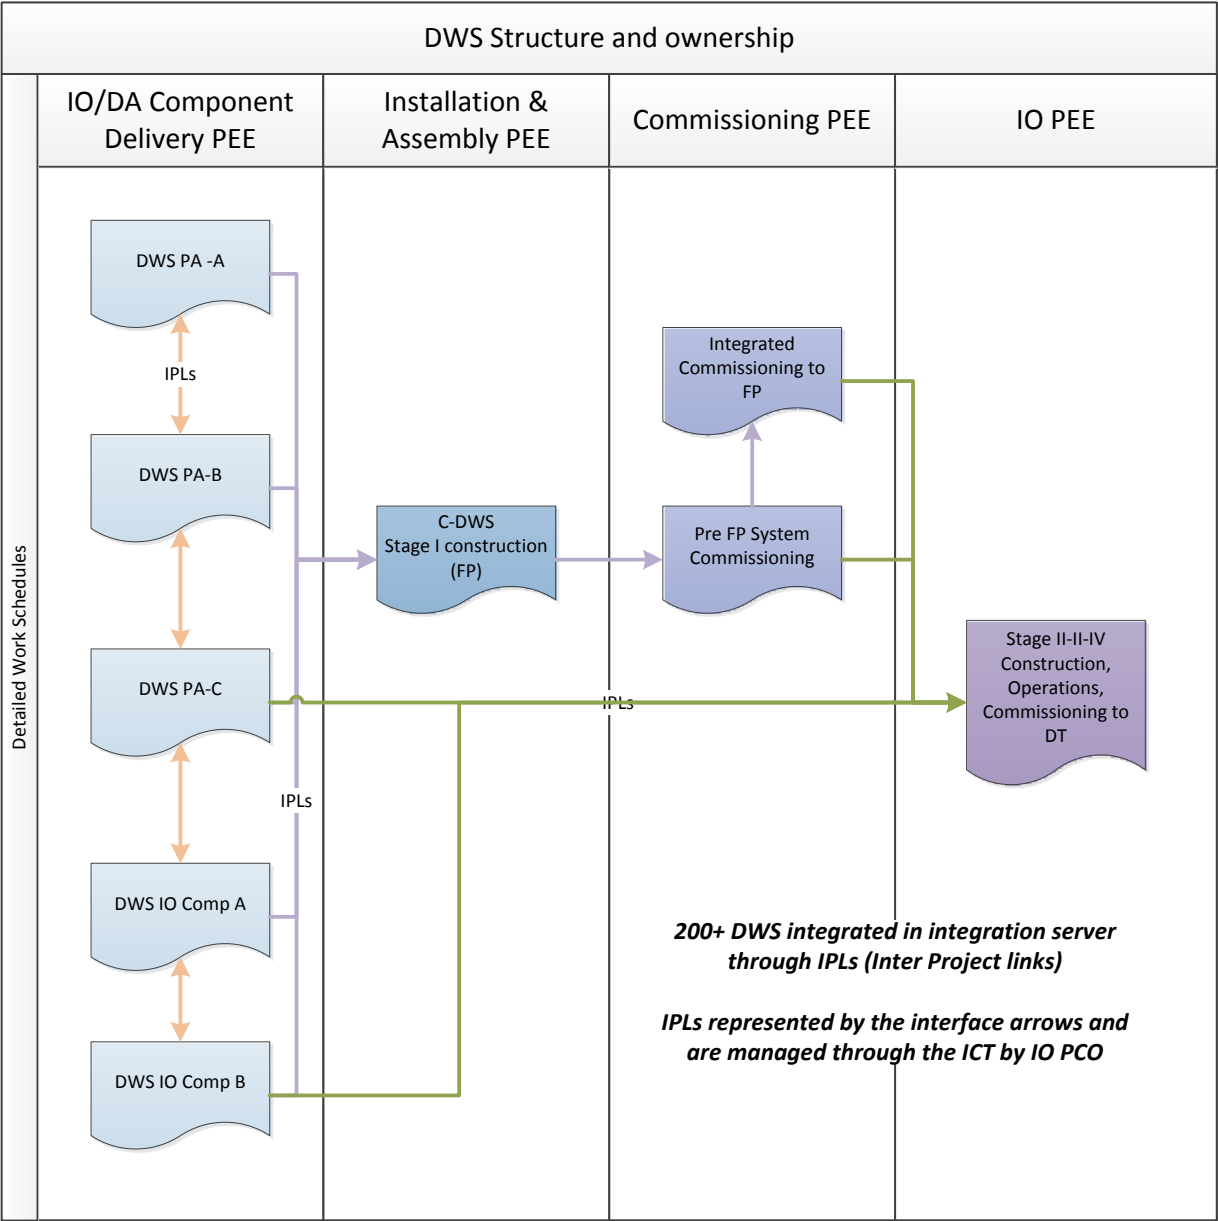 DWS Structure and ownership
IO/DA Component
Delivery PEE
Installation &
Assembly PEE
Commissioning PEE
IO PEE
Detailed Work Schedules
DWS PA -A
IPLs
DWS PA-B
DWS PA-C
IPLs
DWS IO Comp A
DWS IO Comp B
C-DWS
Stage I construction
(FP)
Integrated
Commissioning to
FP
Pre FP System
Commissioning
IPLs
Stage II-II-IV
Construction,
Operations,
Commissioning to
DT
200+ DWS integrated in integration server
through IPLs (Inter Project links)
IPLs represented by the interface arrows and
are managed through the ICT by IO PCO